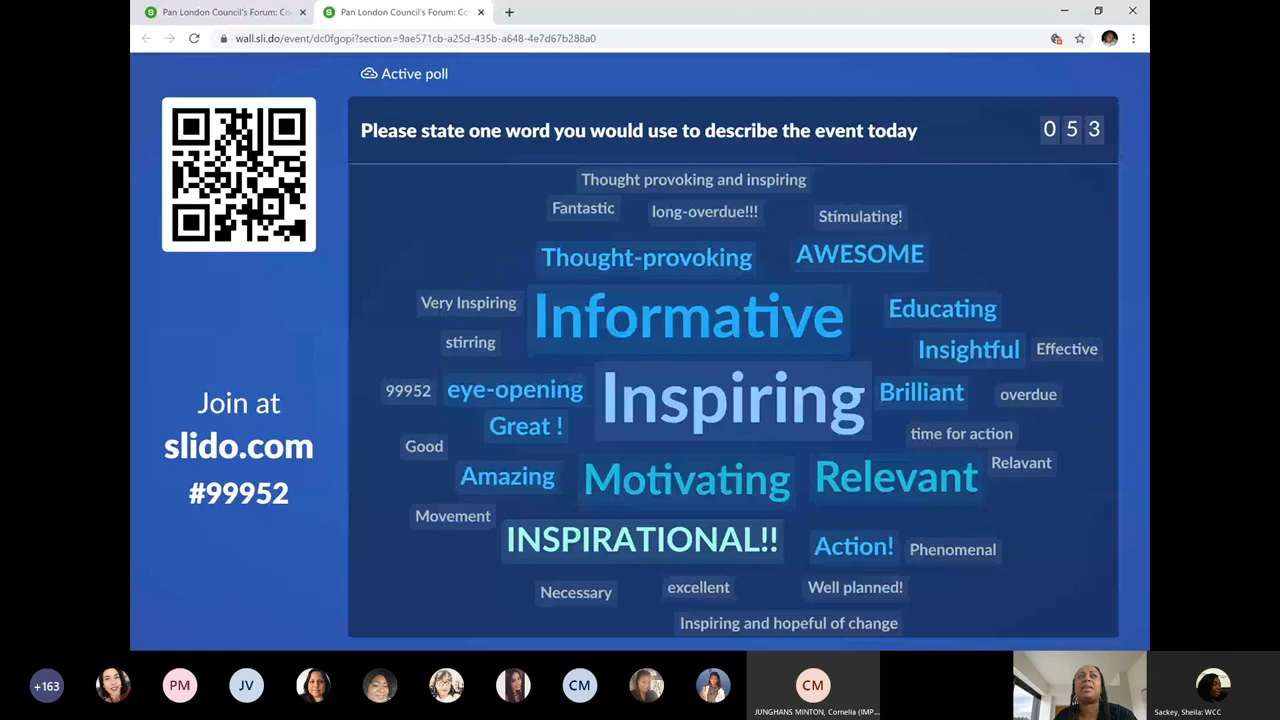 Pan London Council's Forum: Co
Pan London Council's Forum: Co
wall.sli.do/event/dc0fgopi?section=9ae571cb-a25d-435b-a648-4e7d67b288a0
Active poll
Please state one word you would use to describe the event today
053
Thought provoking and inspiring
Fantastic
long-overdue!!!
Stimulating!
Thought-provoking
AWESOME
Very Inspiring
Informative
Educating
stirring
Insightful
Effective
99952
eye-opening
Inspiring
Brilliant
overdue
Great !
Good
time for action
Amazing
Motivating
Relevant
Relavant
Movement
INSPIRATIONAL!!
Action!
Phenomenal
Necessary
excellent
Well planned!
Inspiring and hopeful of change
Join at
slido.com
#99952
+163
PM
JV
CM
CM
JUNGHANS MINTON, Cornelia (IMP...
Sackey, Sheila: WCC